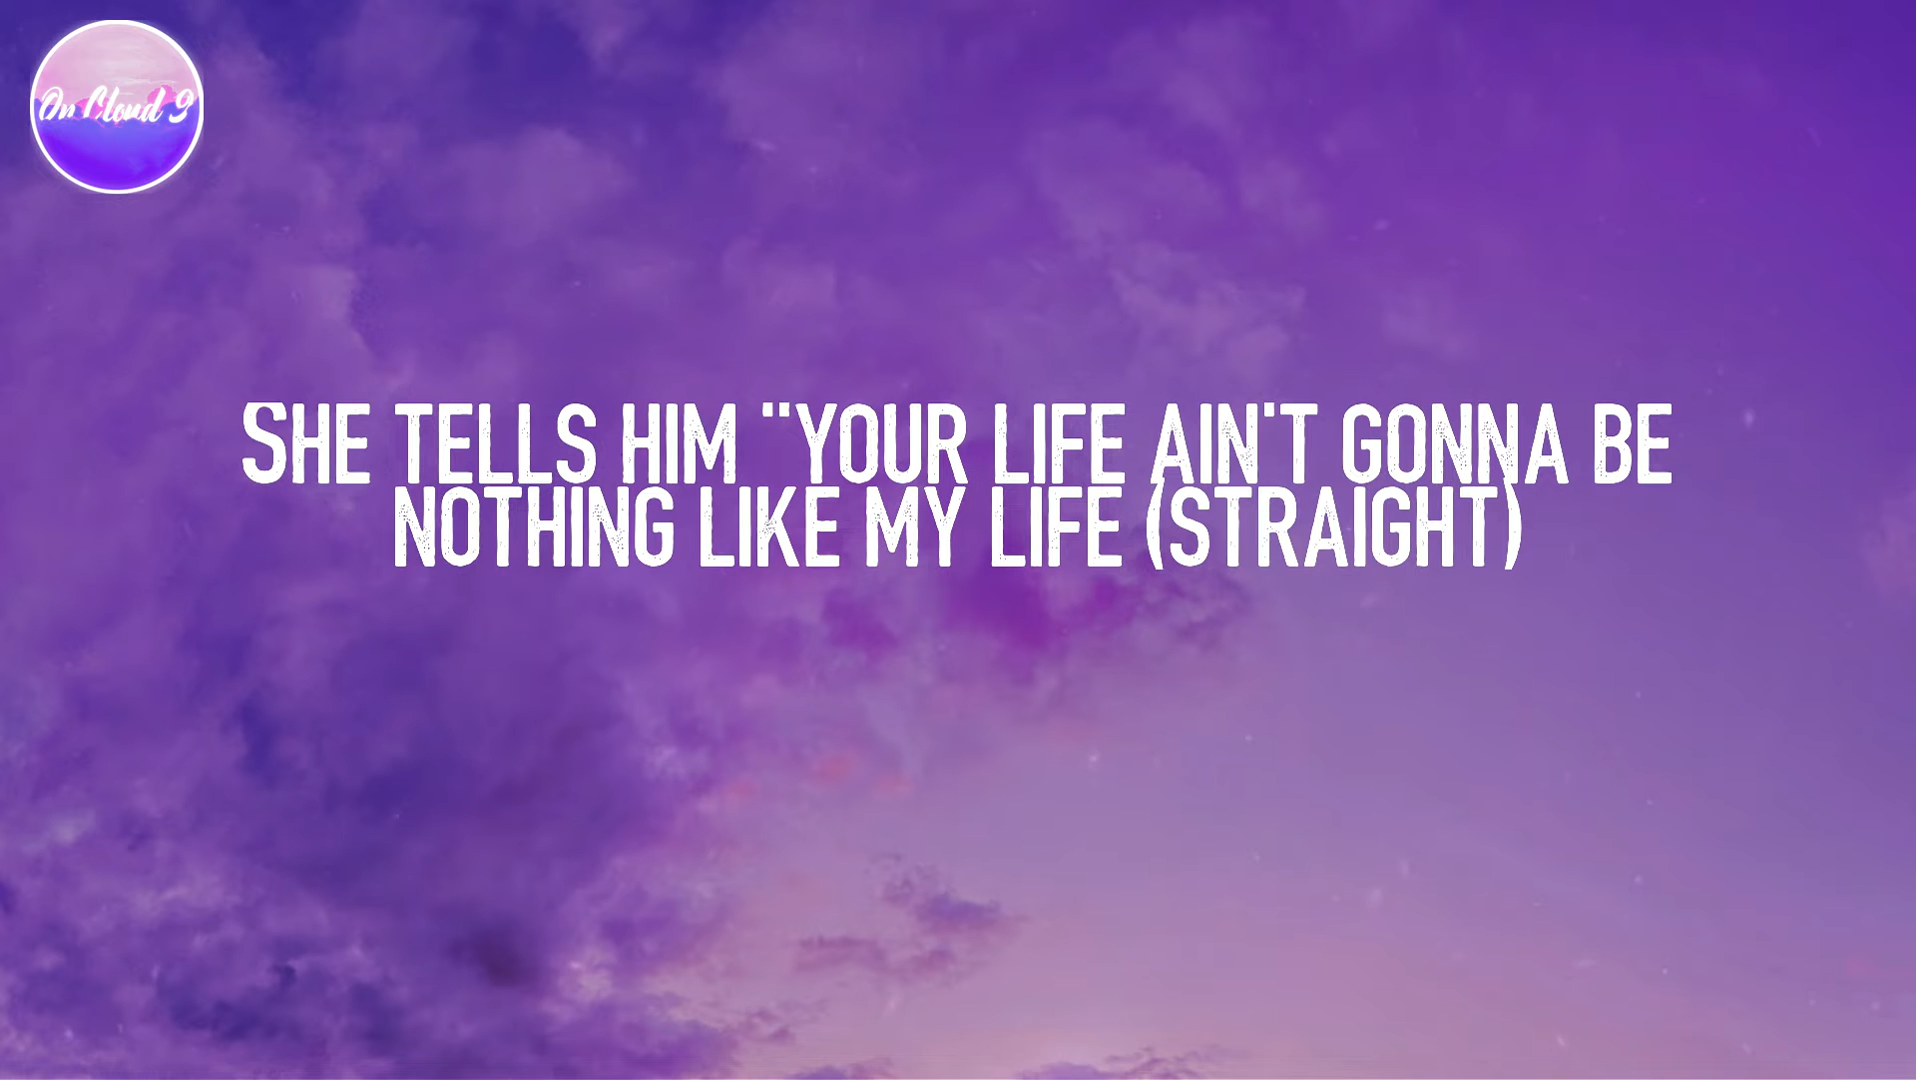 On Cloud 9
SHE TELLS HIM "YOUR LIFE AIN'T GONNA BE
NOTHING LIKE MY LIFE (STRAIGHT)